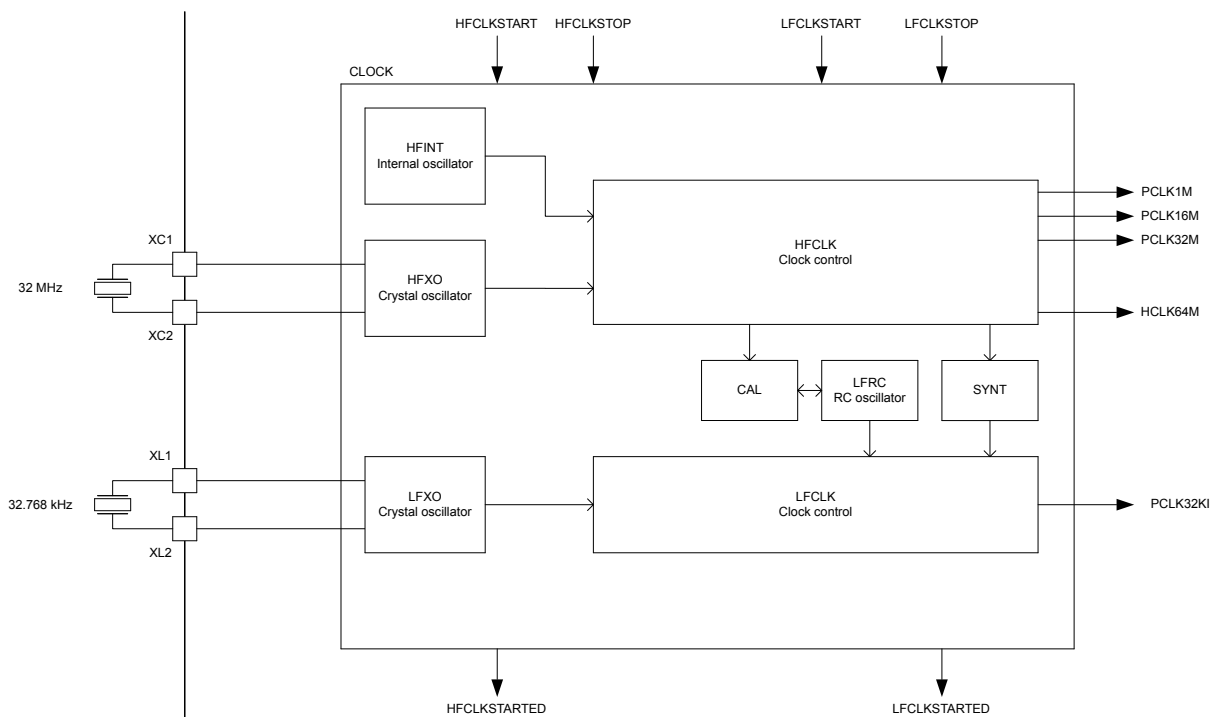 HFCLKSTART
HFCLKSTOP
LFCLKSTART
LFCLKSTOP
CLOCK
HFINT
Internal oscillator
PCLK1M
PCLK16M
PCLK32M
HFCLK
Clock control
XC1
HFXO
Crystal oscillator
32 MHz
XC2
HCLK64M
CAL
LFRC
RC oscillator
SYNT
XL1
LFXO
Crystal oscillator
LFCLK
Clock control
32.768 kHz
PCLK32KI
XL2
HFCLKSTARTED
LFCLKSTARTED